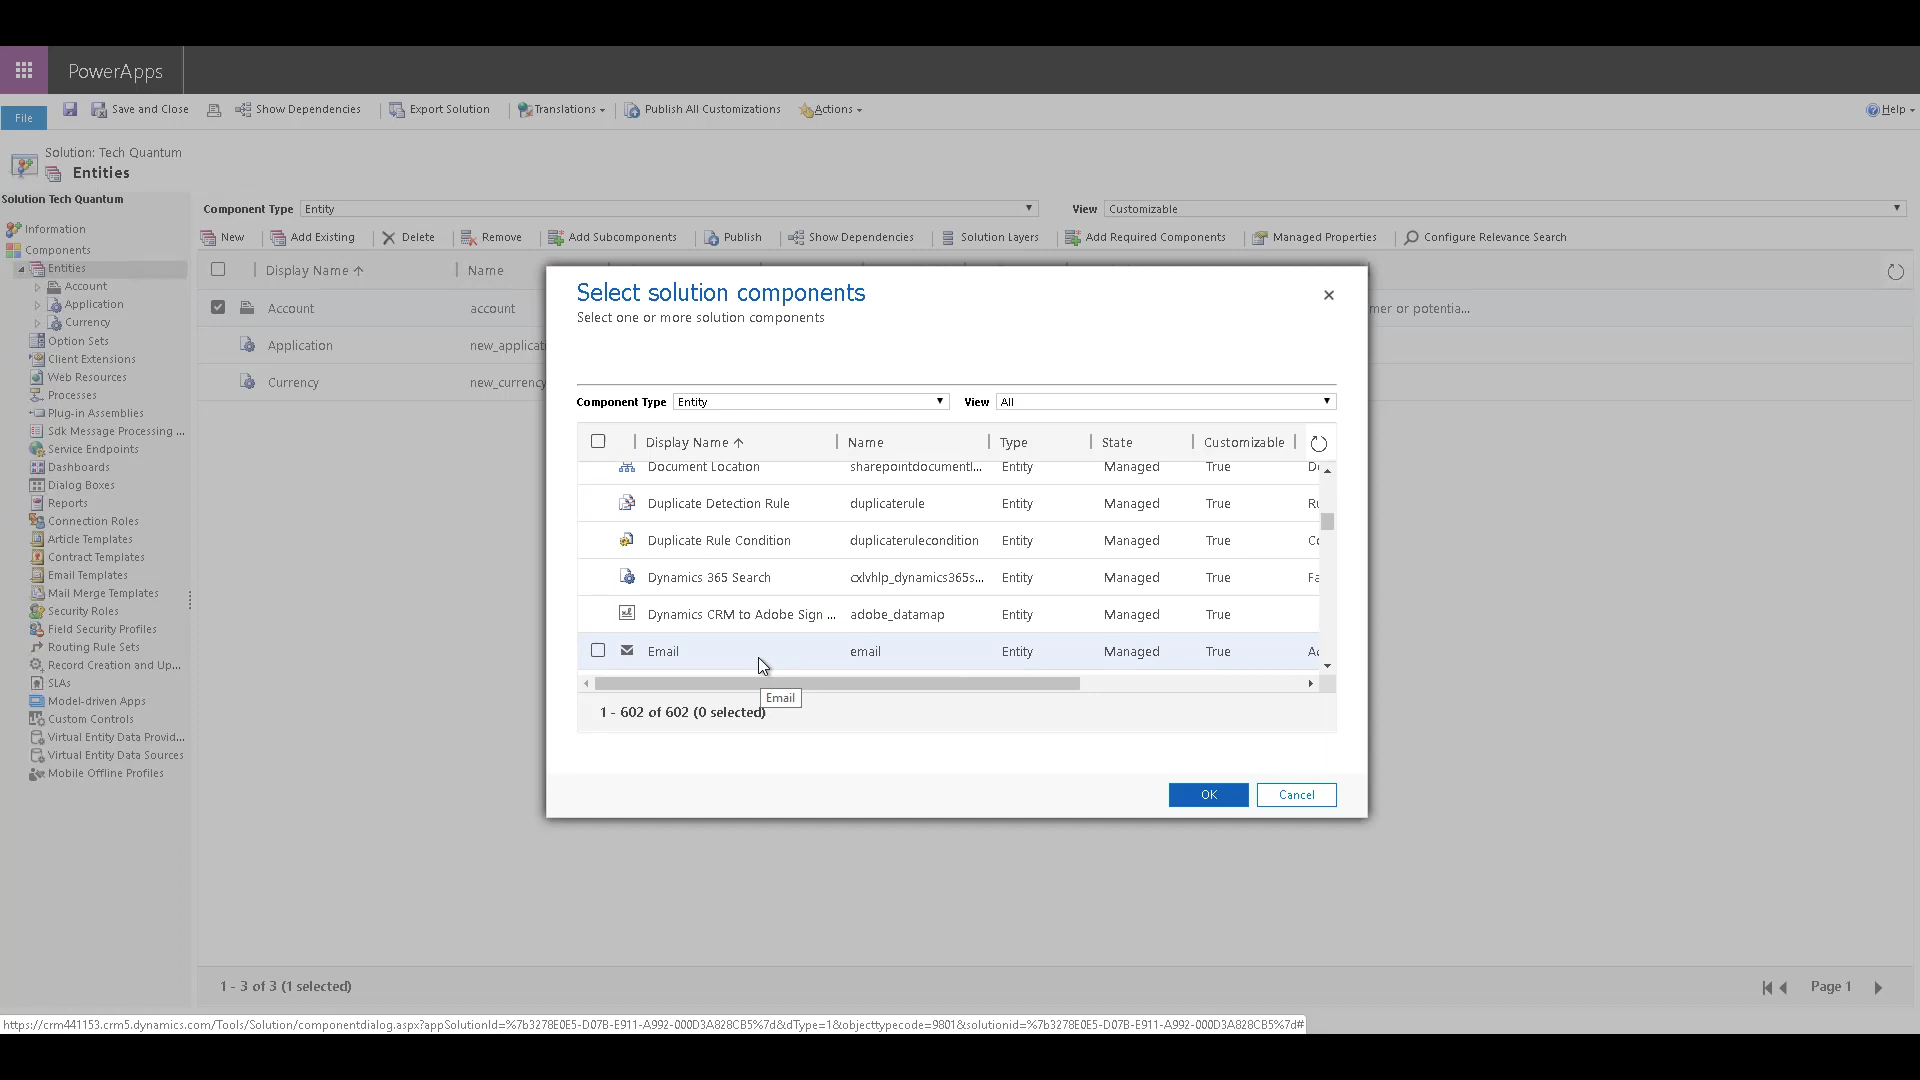 PowerApps
File
Save and Close
Show Dependencies
Export Solution
Translations
Publish All Customizations
Actions
Help
Solution: Tech Quantum
Entities
Solution Tech Quantum
Information
Components
Entities
Account
Application
Currency
Option Sets
Client Extensions
Web Resources
Processes
Plug-in Assemblies
Sdk Message Processing ...
Service Endpoints
Dashboards
Dialog Boxes
Reports
Connection Roles
Article Templates
Contract Templates
Email Templates
Mail Merge Templates
Security Roles
Field Security Profiles
Routing Rule Sets
Record Creation and Up...
SLAs
Model-driven Apps
Custom Controls
Virtual Entity Data Provid...
Virtual Entity Data Sources
Mobile Offline Profiles
Component Type Entity
View Customizable
New Add Existing Delete Remove Add Subcomponents Publish Show Dependencies Solution Layers Add Required Components Managed Properties Configure Relevance Search
Display Name Name
Account account mer or potentia...
Application new_applicat
Currency new_currency
Select solution components
Select one or more solution components
Component Type Entity View All
Display Name Name Type State Customizable
Document Location sharepointdocumentl... Entity Managed True
Duplicate Detection Rule duplicaterule Entity Managed True
Duplicate Rule Condition duplicaterulecondition Entity Managed True
Dynamics 365 Search cxlvhlp_dynamics365s... Entity Managed True Fa
Dynamics CRM to Adobe Sign ... adobe_datamap Entity Managed True
Email email Entity Managed True
Email
1 - 602 of 602 (0 selected)
OK Cancel
1 - 3 of 3 (1 selected)
Page 1
https://crm441153.crm5.dynamics.com/Tools/Solution/componentdialog.aspx?appSolutionId=%7b3278E0E5-D07B-E911-A992-000D3A828CB5%7d&dType=1&objecttypecode=9801&solutionid=%7b3278E0E5-D07B-E911-A992-000D3A828CB5%7d#